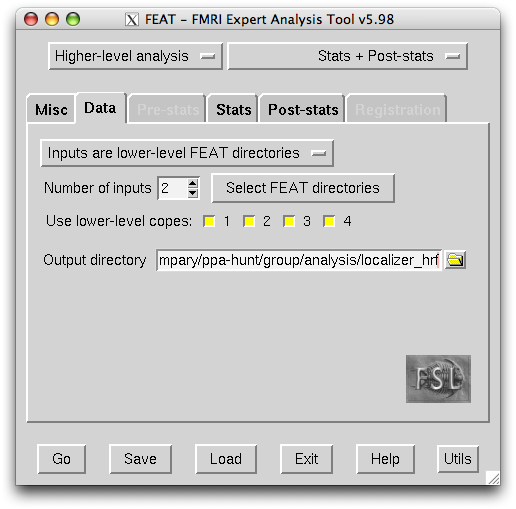 X FEAT - FMRI Expert Analysis Tool v5.98
Higher-level analysis Stats + Post-stats
Misc Data Pre-stats Stats Post-stats Registration
Inputs are lower-level FEAT directories
Number of inputs 2 Select FEAT directories
Use lower-level copes: 1 2 3 4
Output directory mpary/ppa-hunt/group/analysis/localizer_hrf
FSL
Go Save Load Exit Help Utils